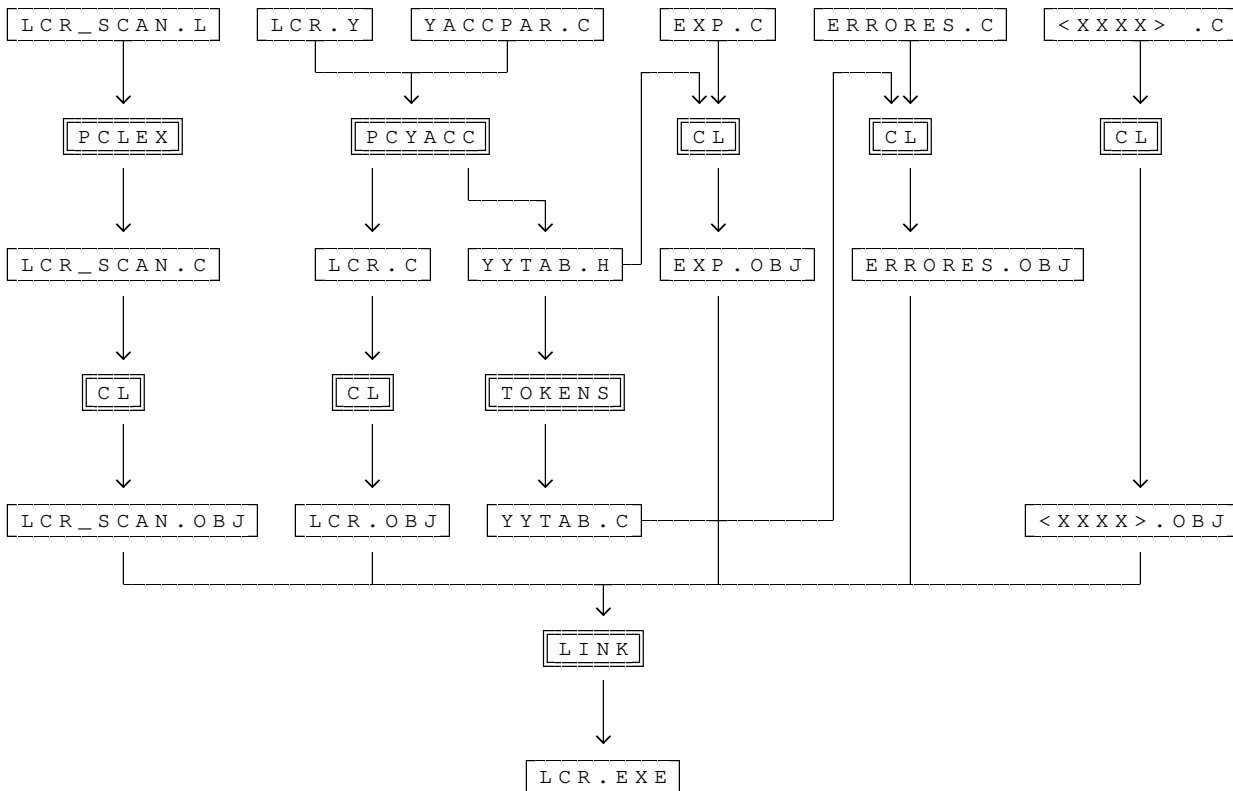 LCR_SCAN.L LCR.Y YACCPAR.C EXP.C ERRORES.C <XXXX> .C
PCLEX PCYACC CL CL CL
LCR_SCAN.C LCR.C YYTAB.H EXP.OBJ ERRORES.OBJ
CL CL TOKENS
LCR_SCAN.OBJ LCR.OBJ YYTAB.C <XXXX>.OBJ
LINK
LCR.EXE